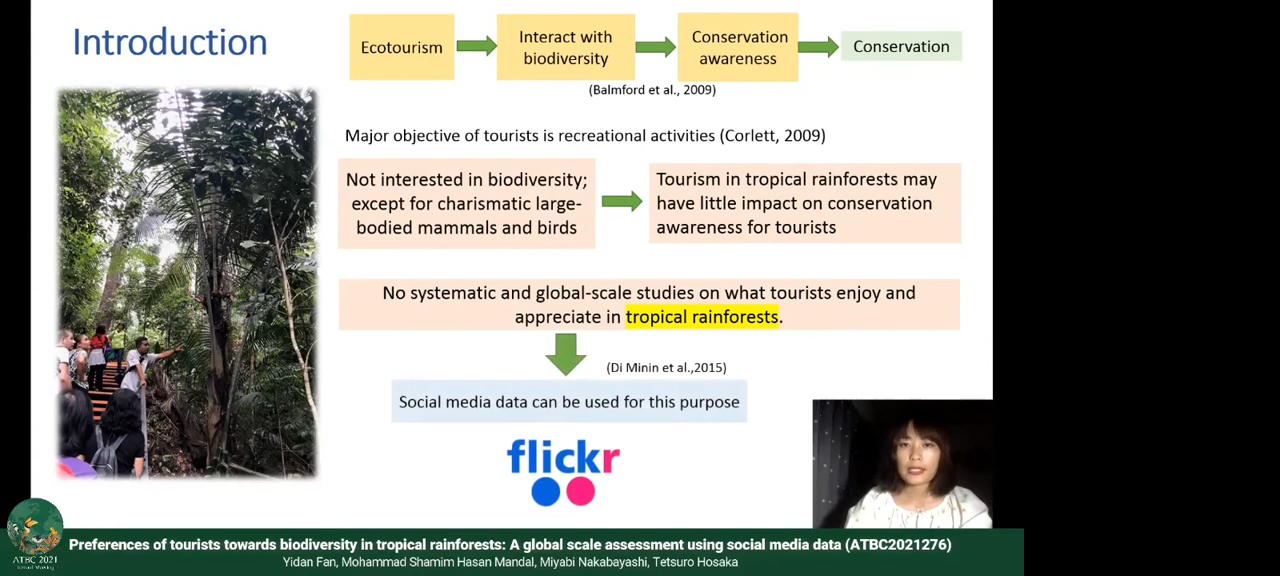 Introduction
Ecotourism
Interact with
biodiversity
Conservation
awareness
Conservation
(Balmford et al., 2009)
Major objective of tourists is recreational activities (Corlett, 2009)
Not interested in biodiversity;
except for charismatic large-
bodied mammals and birds
Tourism in tropical rainforests may
have little impact on conservation
awareness for tourists
No systematic and global-scale studies on what tourists enjoy and
appreciate in tropical rainforests.
(Di Minin et al.,2015)
Social media data can be used for this purpose
flickr
ATBC 2021
Preferences of tourists towards biodiversity in tropical rainforests: A global scale assessment using social media data (ATBC2021276)
Yidan Fan, Mohammad Shamim Hasan Mandal, Miyabi Nakabayashi, Tetsuro Hosaka